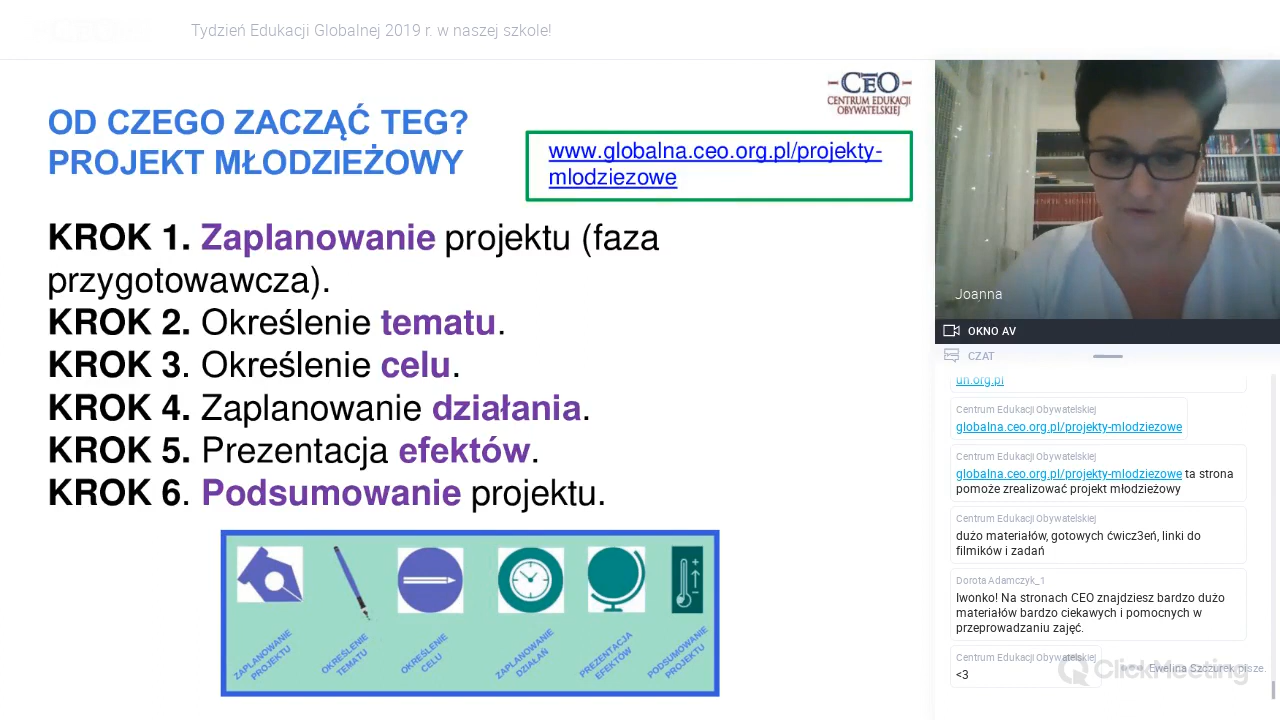 Tydzień Edukacji Globalnej 2019 r. w naszej szkole!
CEO
CENTRUM EDUKACJI
OBYWATELSKIEJ
OD CZEGO ZACZĄĆ TEG?
PROJEKT MŁODZIEŻOWY
www.globalna.ceo.org.pl/projekty-
mlodziezowe
KROK 1. Zaplanowanie projektu (faza
przygotowawcza).
KROK 2. Określenie tematu.
KROK 3. Określenie celu.
KROK 4. Zaplanowanie działania.
KROK 5. Prezentacja efektów.
KROK 6. Podsumowanie projektu.
ZAPLANOWANIE
PROJEKTU
OKREŚLENIE
TEMATU
OKREŚLENIE
CELU
ZAPLANOWANIE
DZIAŁAŃ
PREZENTACJA
EFEKTÓW
PODSUMOWANIE
PROJEKTU
Joanna
OKNO AV
CZAT
un.org.pl
Centrum Edukacji Obywatelskiej
globalna.ceo.org.pl/projekty-mlodziezowe
Centrum Edukacji Obywatelskiej
globalna.ceo.org.pl/projekty-mlodziezowe ta strona
pomoże zrealizować projekt młodzieżowy
Centrum Edukacji Obywatelskiej
dużo materiałów, gotowych ćwicz3eń, linki do
filmików i zadań
Dorota Adamczyk_1
Iwonko! Na stronach CEO znajdziesz bardzo dużo
materiałów bardzo ciekawych i pomocnych w
przeprowadzaniu zajęć.
Centrum Edukacji Obywatelskiej
<3
Ewelina Szczurek pisze.
ClickMeeting